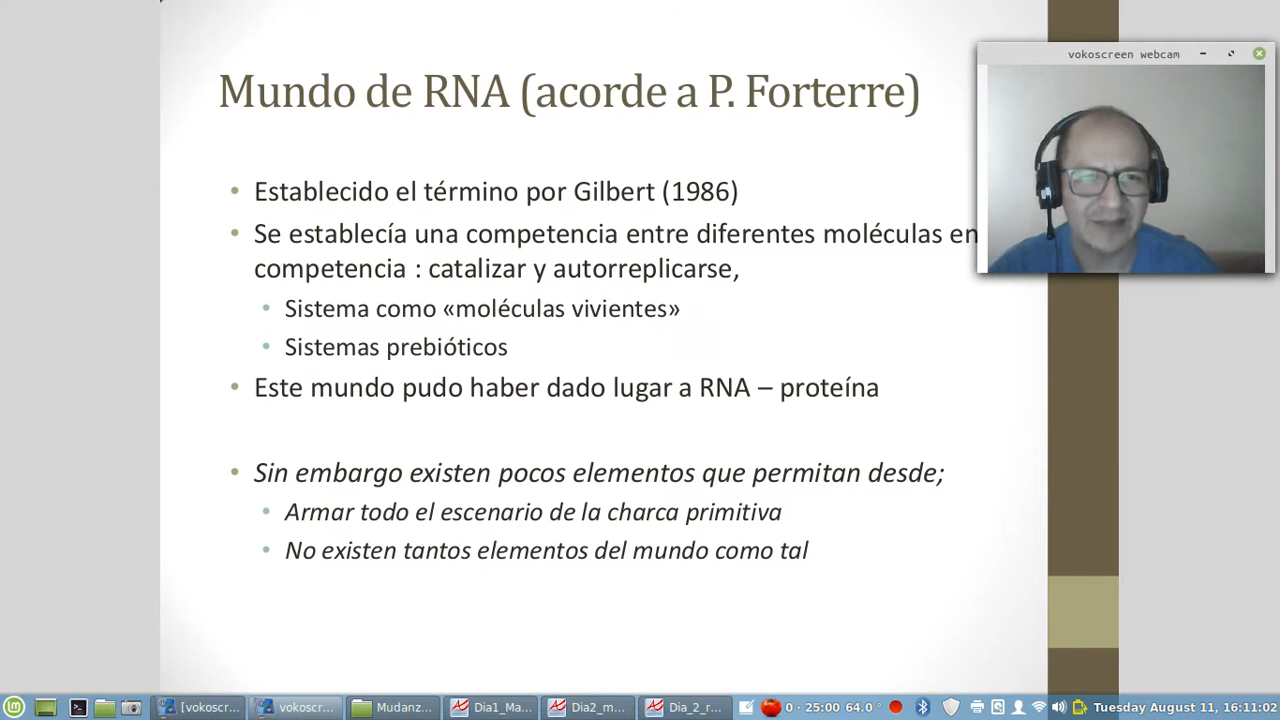 Mundo de RNA (acorde a P. Forterre)
vokoscreen webcam
• Establecido el término por Gilbert (1986)
• Se establecía una competencia entre diferentes moléculas en
competencia : catalizar y autorreplicarse,
• Sistema como «moléculas vivientes»
• Sistemas prebióticos
• Este mundo pudo haber dado lugar a RNA – proteína
• Sin embargo existen pocos elementos que permitan desde;
• Armar todo el escenario de la charca primitiva
• No existen tantos elementos del mundo como tal
[vokoscr... vokoscr... Mudanz... Dia1_Ma... Dia2_m... Dia_2_r... 0 · 25:00 64.0 ° Tuesday August 11, 16:11:02